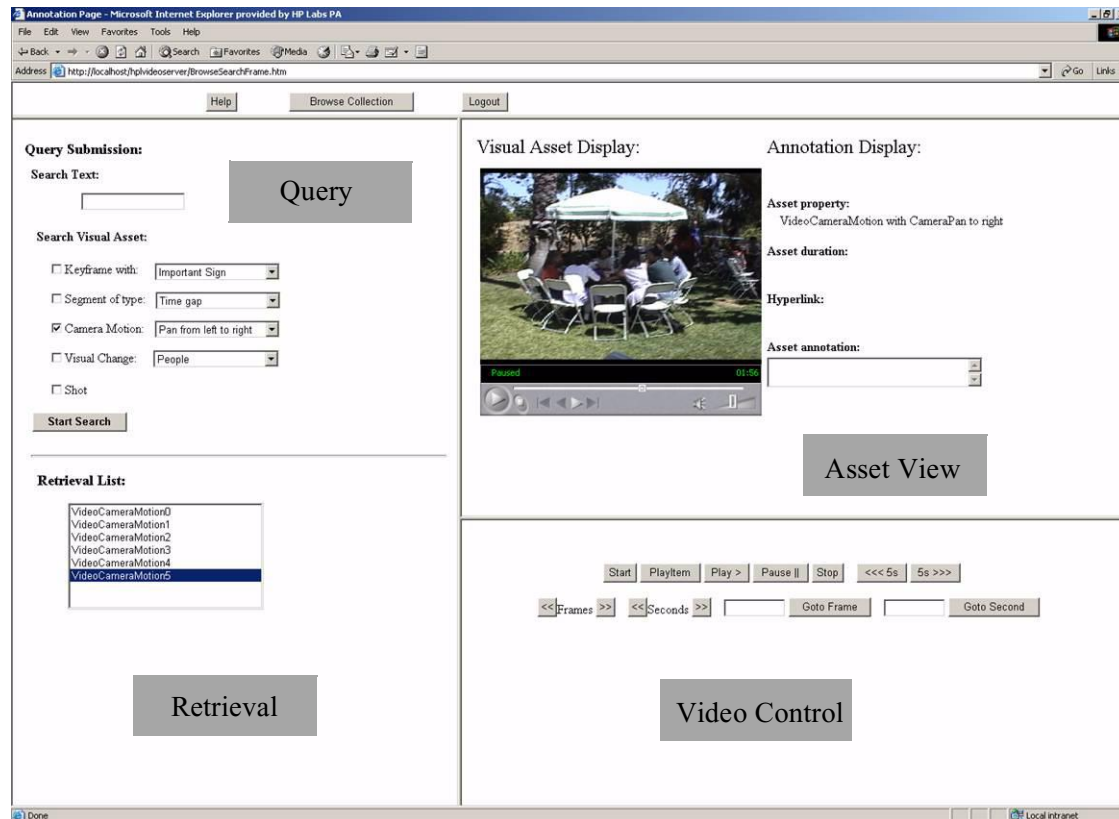 Annotation Page - Microsoft Internet Explorer provided by HP Labs PA
File Edit View Favorites Tools Help
Back Search Favorites Media
Address http://localhost/hplvideoserver/BrowseSearchFrame.htm Go Links
Help Browse Collection Logout
Query Submission:
Search Text:
Query
Search Visual Asset:
Keyframe with: Important Sign
Segment of type: Time gap
Camera Motion: Pan from left to right
Visual Change: People
Shot
Start Search
Retrieval List:
VideoCameraMotion0
VideoCameraMotion1
VideoCameraMotion2
VideoCameraMotion3
VideoCameraMotion4
VideoCameraMotion5
Retrieval
Visual Asset Display:
Paused 01:56
Annotation Display:
Asset property:
VideoCameraMotion with CameraPan to right
Asset duration:
Hyperlink:
Asset annotation:
Asset View
Start PlayItem Play > Pause || Stop <<< 5s 5s >>>
<< Frames >> << Seconds >> Goto Frame Goto Second
Video Control
Done Local intranet